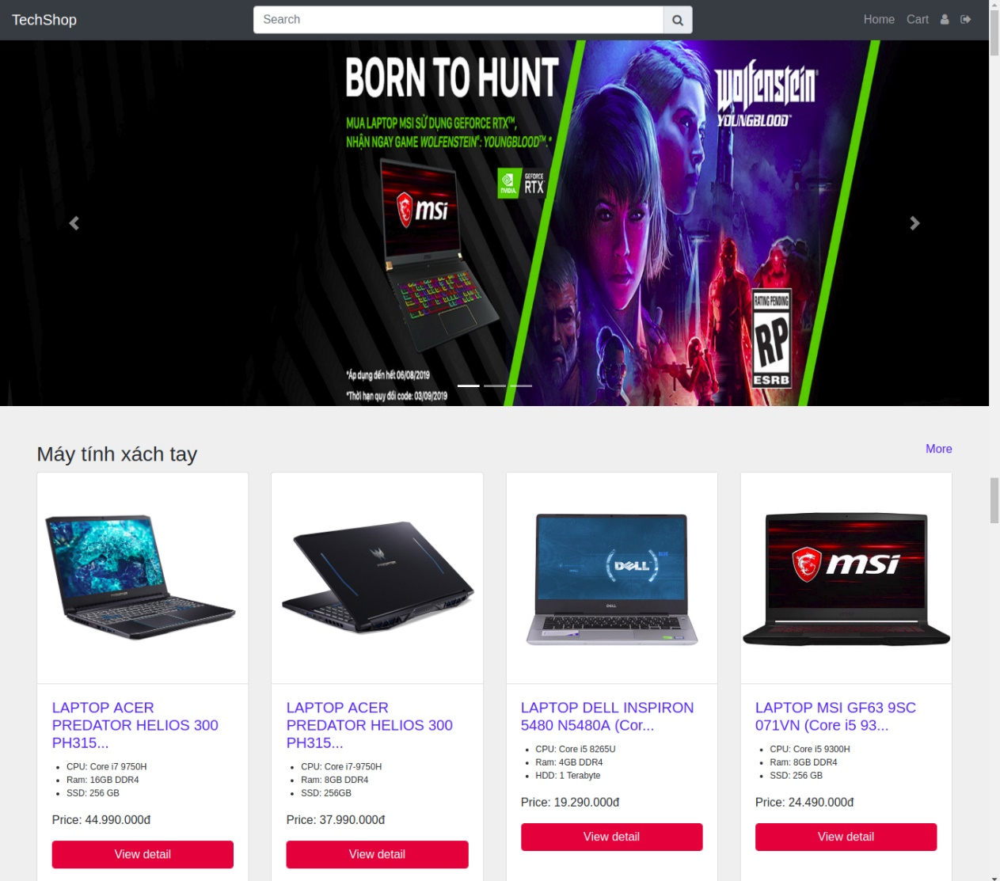 TechShop
Search
Home Cart
BORN TO HUNT
MUA LAPTOP MSI SỬ DỤNG GEFORCE RTX™,
NHẬN NGAY GAME WOLFENSTEIN®: YOUNGBLOOD™.*
NVIDIA.
GEFORCE
RTX
msi
wolfenstein
YOUNGBLOOD™
RATING PENDING
RP
ESRB
*Áp dụng đến hết 06/08/2019
*Thời hạn quy đổi code: 03/09/2019
Máy tính xách tay
More
PREDATOR
DELL
DELL
msi
LAPTOP ACER
PREDATOR HELIOS 300
PH315...
CPU: Core i7 9750H
Ram: 16GB DDR4
SSD: 256 GB
Price: 44.990.000đ
View detail
LAPTOP ACER
PREDATOR HELIOS 300
PH315...
CPU: Core i7-9750H
Ram: 8GB DDR4
SSD: 256GB
Price: 37.990.000đ
View detail
LAPTOP DELL INSPIRON
5480 N5480A (Cor...
CPU: Core i5 8265U
Ram: 4GB DDR4
HDD: 1 Terabyte
Price: 19.290.000đ
View detail
LAPTOP MSI GF63 9SC
071VN (Core i5 93...
CPU: Core i5 9300H
Ram: 8GB DDR4
SSD: 256 GB
Price: 24.490.000đ
View detail